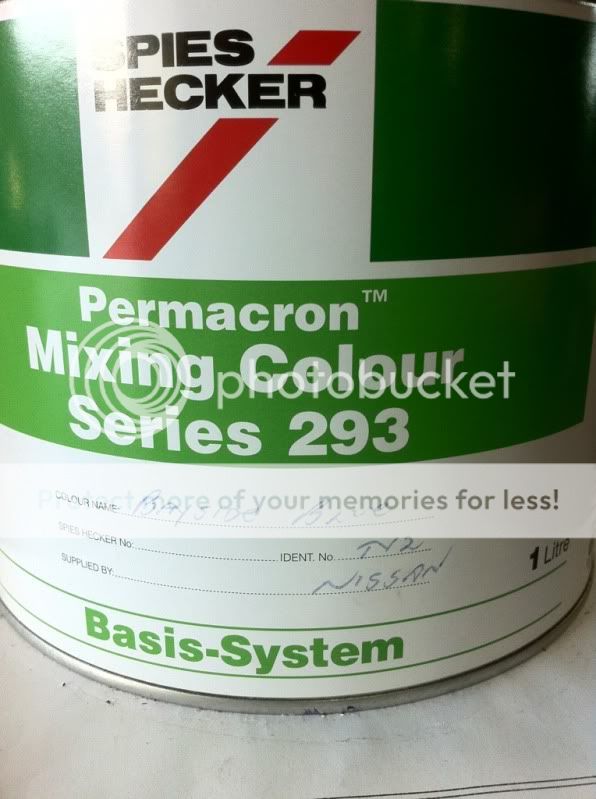 SPIES
HECKER
Permacron™
Mixing Colour
photobucket
Series 293
Protect more of your memories for less!
COLOUR NAME: BAYSIDE BLUE
SPIES HECKER No: IDENT. No. TV2
1 Litre
SUPPLIED BY: NISSAN
Basis-System